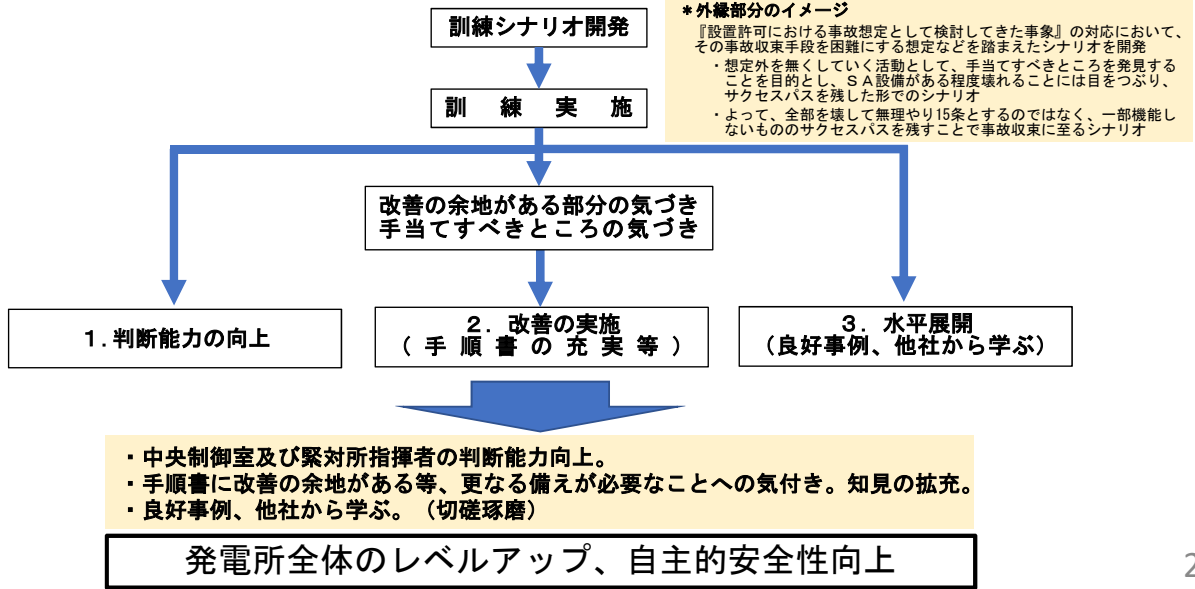 訓練シナリオ開発
訓練実施
＊外縁部分のイメージ
『設置許可における事故想定として検討してきた事象』の対応において、
その事故収束手段を困難にする想定などを踏まえたシナリオを開発
・想定外を無くしていく活動として、手当てすべきところを発見する
ことを目的とし、ＳＡ設備がある程度壊れることには目をつぶり、
サクセスパスを残した形でのシナリオ
・よって、全部を壊して無理やり15条とするのではなく、一部機能し
ないもののサクセスパスを残すことで事故収束に至るシナリオ
改善の余地がある部分の気づき
手当てすべきところの気づき
１.判断能力の向上
２．改善の実施
（手順書の充実等）
３．水平展開
（良好事例、他社から学ぶ）
・中央制御室及び緊対所指揮者の判断能力向上。
・手順書に改善の余地がある等、更なる備えが必要なことへの気付き。知見の拡充。
・良好事例、他社から学ぶ。（切磋琢磨）
発電所全体のレベルアップ、自主的安全性向上
2